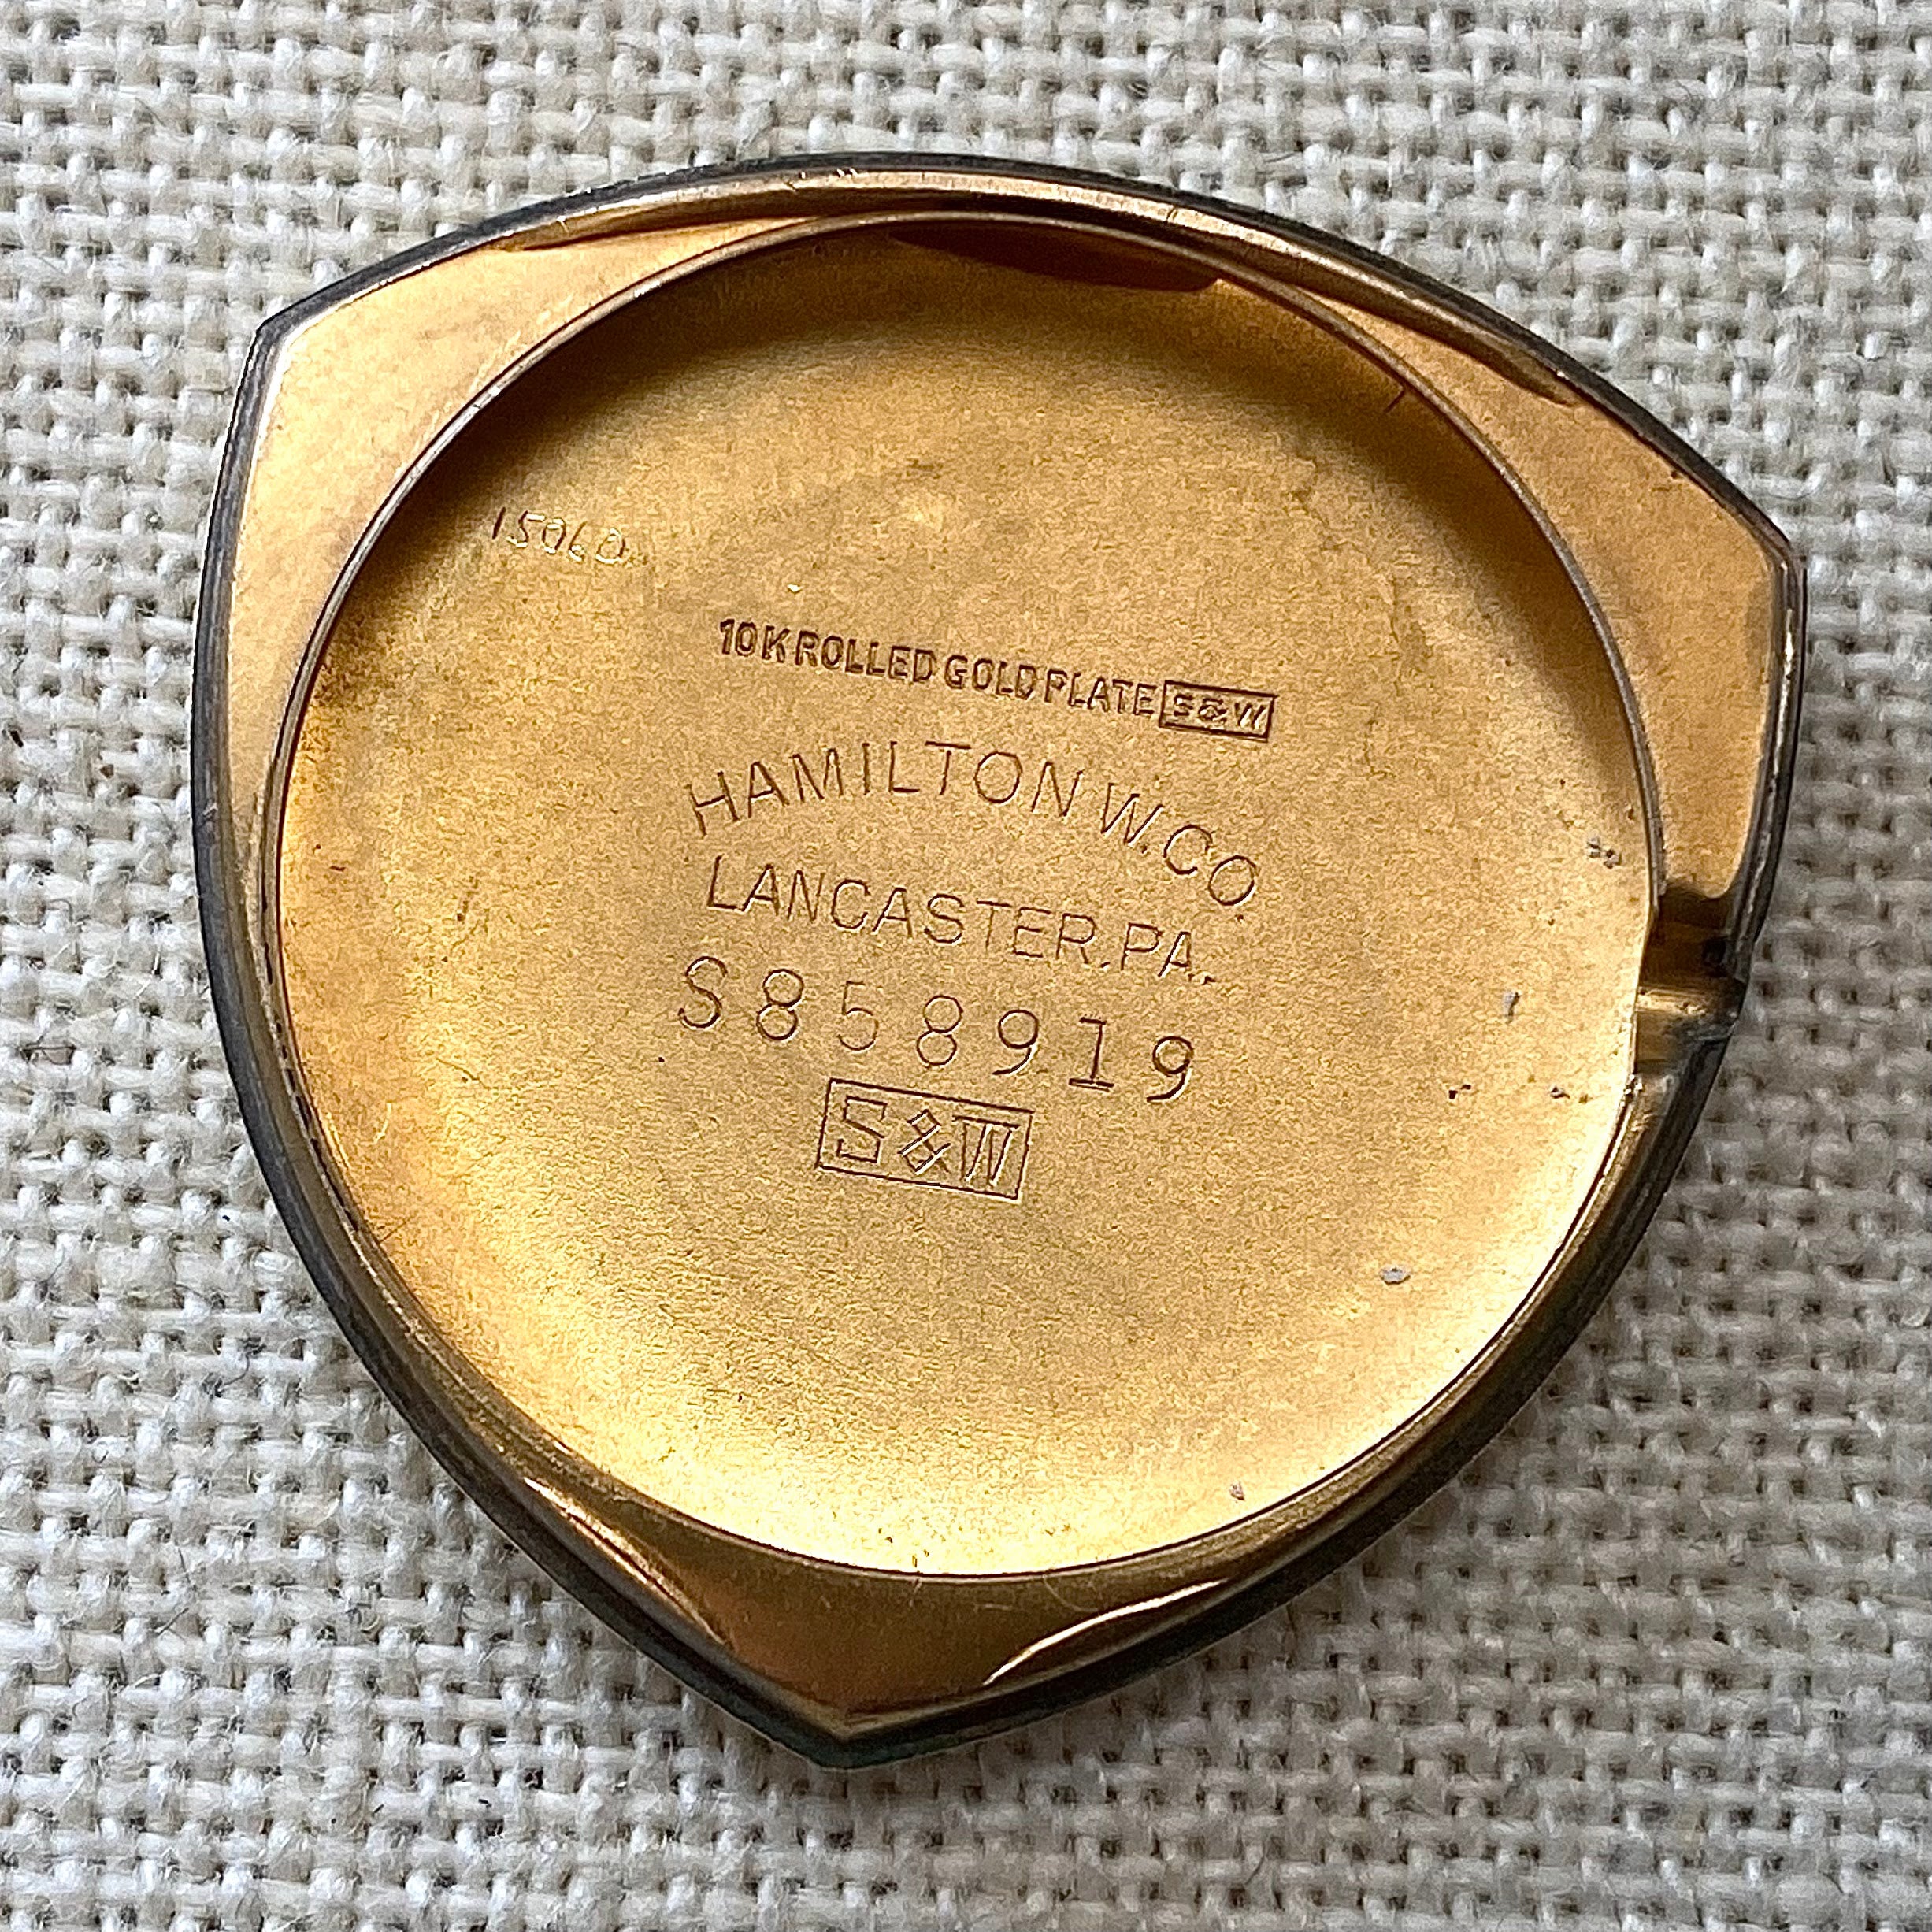 15060
10K ROLLED GOLD PLATE S&W
HAMILTON W.CO.
LANCASTER.PA.
S858919
S&W